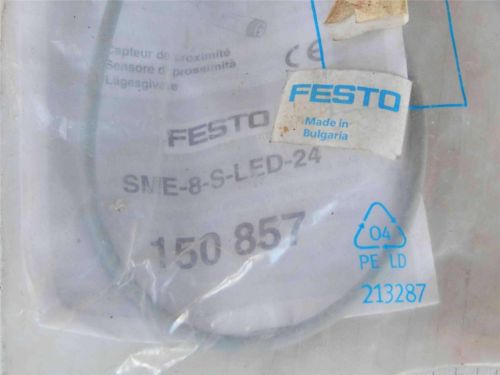 Capteur de proximité
Sensore di prossimità
Lägesgivare
CE
FESTO
Made in
Bulgaria
FESTO
SME-8-S-LED-24
150 857
04
PE LD
213287